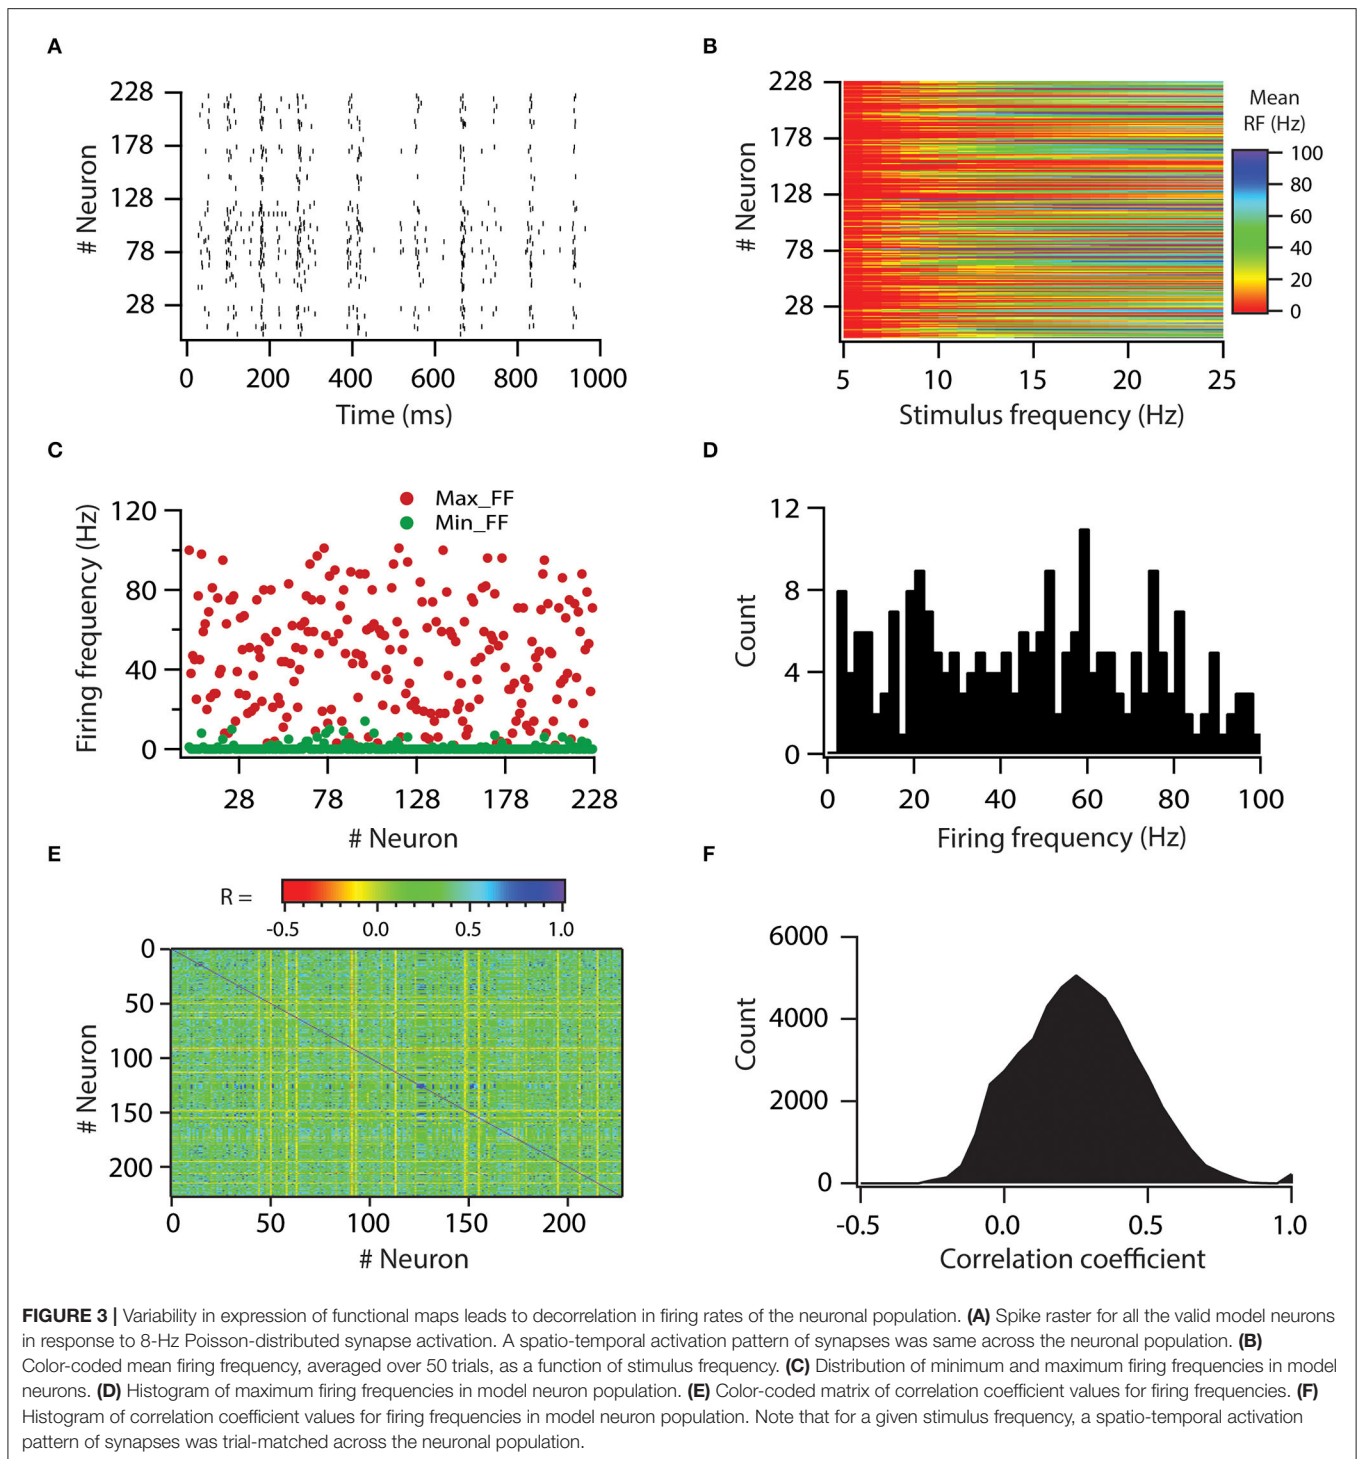 A
228
178
128
78
28
# Neuron
0 200 400 600 800 1000
Time (ms)
B
228
178
128
78
28
# Neuron
5 10 15 20 25
Stimulus frequency (Hz)
Mean
RF (Hz)
100
80
60
40
20
0
C
Max_FF
Min_FF
120
80
40
0
Firing frequency (Hz)
28 78 128 178 228
# Neuron
D
12
8
4
0
Count
0 20 40 60 80 100
Firing frequency (Hz)
E
R =
-0.5 0.0 0.5 1.0
0
50
100
150
200
# Neuron
0 50 100 150 200
# Neuron
F
6000
4000
2000
0
Count
-0.5 0.0 0.5 1.0
Correlation coefficient
FIGURE 3 | Variability in expression of functional maps leads to decorrelation in firing rates of the neuronal population. (A) Spike raster for all the valid model neurons
in response to 8-Hz Poisson-distributed synapse activation. A spatio-temporal activation pattern of synapses was same across the neuronal population. (B)
Color-coded mean firing frequency, averaged over 50 trials, as a function of stimulus frequency. (C) Distribution of minimum and maximum firing frequencies in model
neurons. (D) Histogram of maximum firing frequencies in model neuron population. (E) Color-coded matrix of correlation coefficient values for firing frequencies. (F)
Histogram of correlation coefficient values for firing frequencies in model neuron population. Note that for a given stimulus frequency, a spatio-temporal activation
pattern of synapses was trial-matched across the neuronal population.